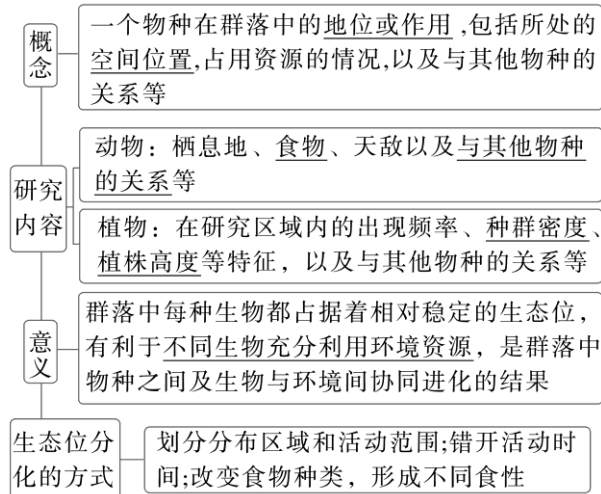 概念
一个物种在群落中的地位或作用,包括所处的
空间位置,占用资源的情况,以及与其他物种的
关系等
研究
内容
动物：栖息地、食物、天敌以及与其他物种
的关系等
植物：在研究区域内的出现频率、种群密度、
植株高度等特征，以及与其他物种的关系等
意义
群落中每种生物都占据着相对稳定的生态位，
有利于不同生物充分利用环境资源，是群落中
物种之间及生物与环境间协同进化的结果
生态位分
化的方式
划分分布区域和活动范围;错开活动时
间;改变食物种类，形成不同食性